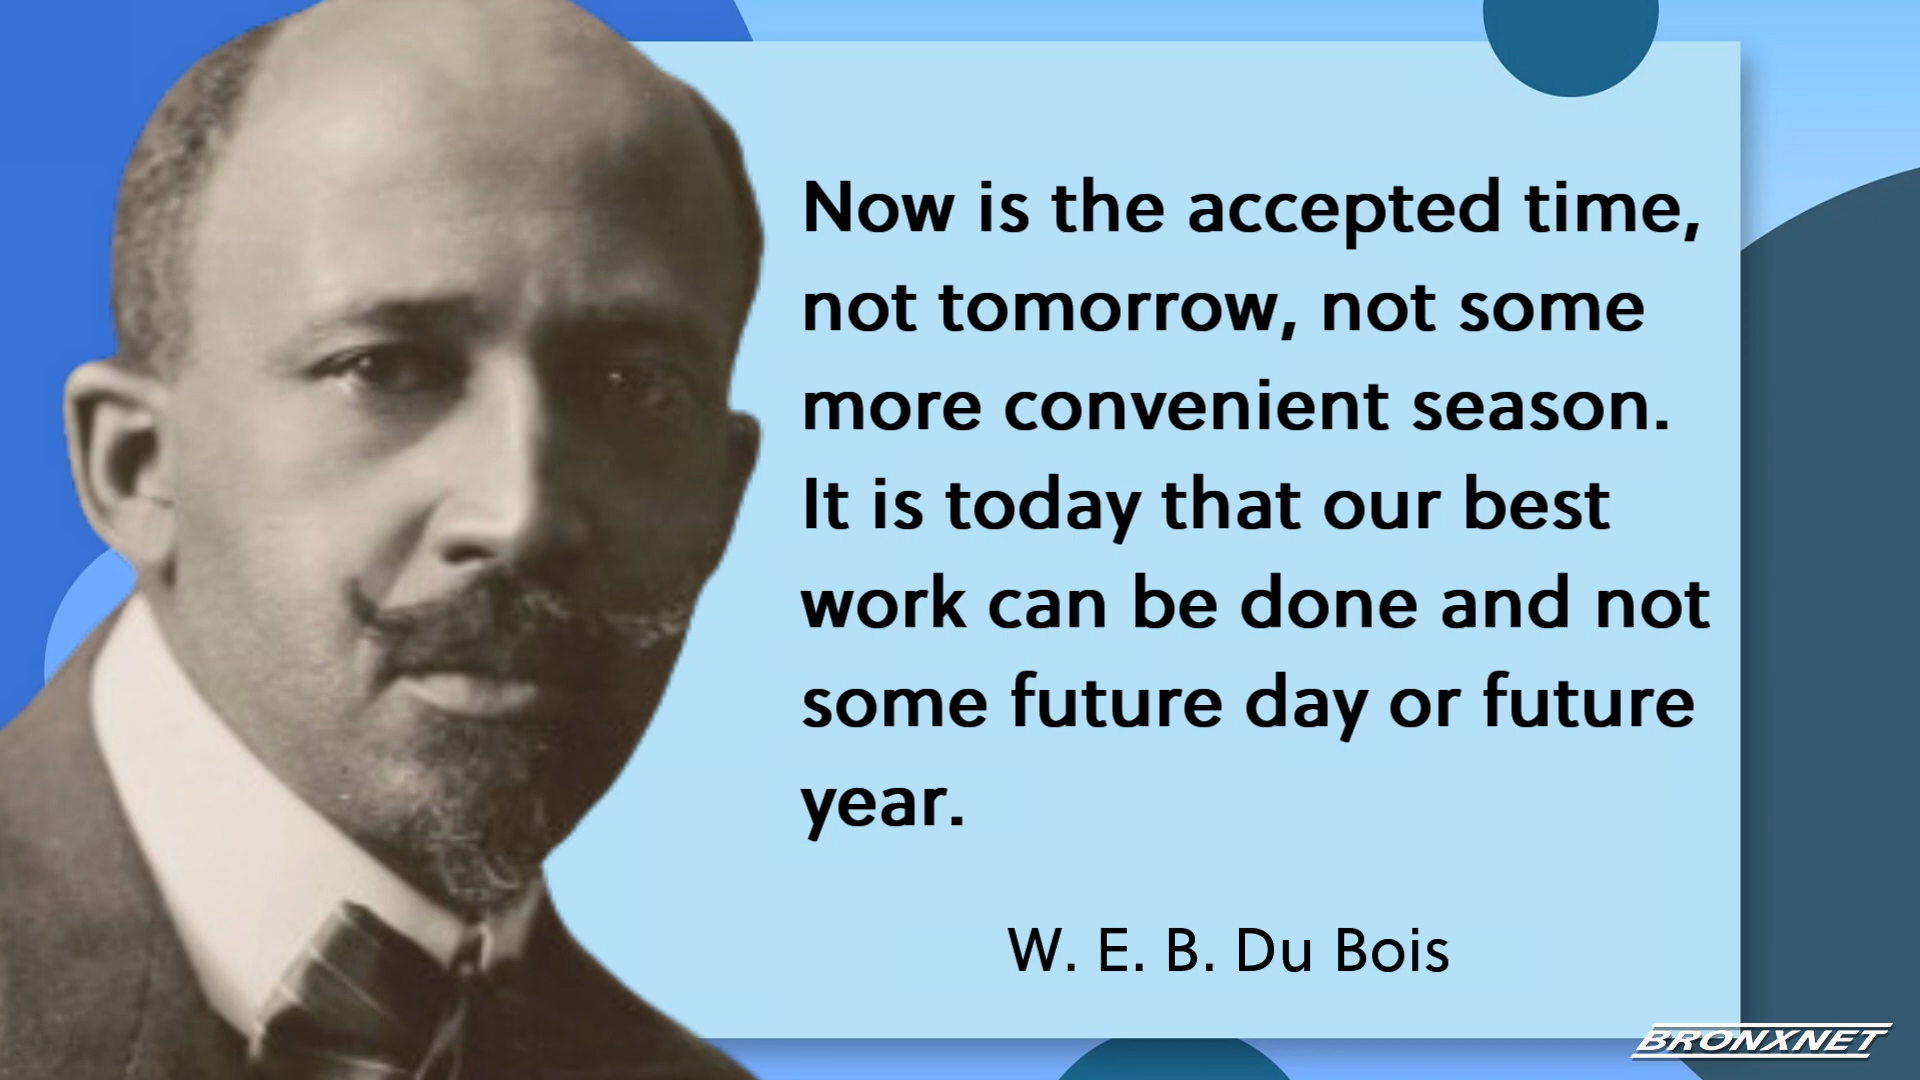 Now is the accepted time,
not tomorrow, not some
more convenient season.
It is today that our best
work can be done and not
some future day or future
year.
W. E. B. Du Bois
BRONXNET